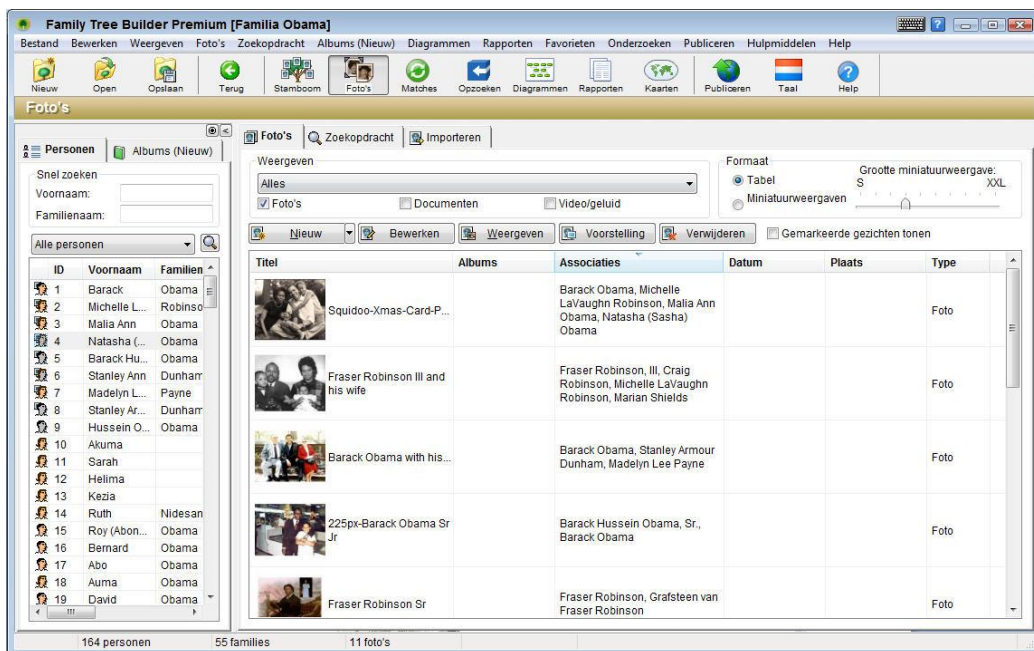 Family Tree Builder Premium [Familia Obama]
Bestand Bewerken Weergeven Foto's Zoekopdracht Albums (Nieuw) Diagrammen Rapporten Favorieten Onderzoeken Publiceren Hulpmiddelen Help
Nieuw Open Opslaan Terug Stamboom Foto's Matches Opzoeken Diagrammen Rapporten Kaarten Publiceren Taal Help
Foto's
Personen Albums (Nieuw)
Snel zoeken
Voornaam:
Familienaam:
Alle personen
ID Voornaam Familien
1 Barack Obama
2 Michelle L... Robinso
3 Malia Ann Obama
4 Natasha (... Obama
5 Barack Hu... Obama
6 Stanley Ann Dunham
7 Madelyn L... Payne
8 Stanley Ar... Dunham
9 Hussein O... Obama
10 Akuma
11 Sarah
12 Helima
13 Kezia
14 Ruth Nidesan
15 Roy (Abon... Obama
16 Bernard Obama
17 Abo Obama
18 Auma Obama
19 David Obama
Foto's Zoekopdracht Importeren
Weergeven
Alles
Foto's Documenten Video/geluid
Formaat
Tabel
Miniatuurweergaven
Grootte miniatuurweergave:
S XXL
Nieuw Bewerken Weergeven Voorstelling Verwijderen Gemarkeerde gezichten tonen
Titel Albums Associaties Datum Plaats Type
Squidoo-Xmas-Card-P...
Barack Obama, Michelle
LaVaughn Robinson, Malia Ann
Obama, Natasha (Sasha)
Obama
Foto
Fraser Robinson III and
his wife
Fraser Robinson, III, Craig
Robinson, Michelle LaVaughn
Robinson, Marian Shields
Foto
Barack Obama with his...
Barack Obama, Stanley Armour
Dunham, Madelyn Lee Payne
Foto
225px-Barack Obama Sr
Jr
Barack Hussein Obama, Sr.,
Barack Obama
Foto
Fraser Robinson Sr
Fraser Robinson, Grafsteen van
Fraser Robinson
Foto
164 personen 55 families 11 foto's